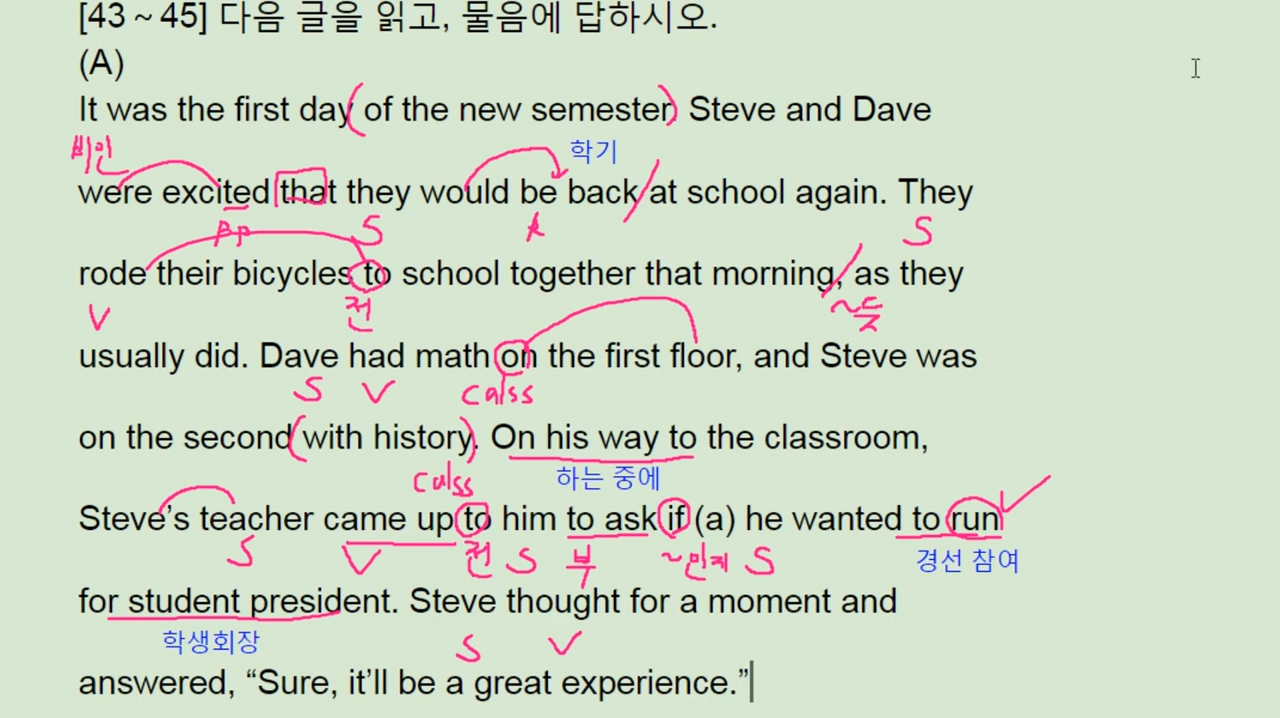 [43 ~ 45] 다음 글을 읽고, 물음에 답하시오.
(A)
It was the first day of the new semester. Steve and Dave
비인 학기
were excited that they would be back at school again. They
pp S R S
rode their bicycles to school together that morning, as they
V 전 ~듯
usually did. Dave had math on the first floor, and Steve was
S V calss
on the second with history. On his way to the classroom,
calss 하는 중에
Steve's teacher came up to him to ask if (a) he wanted to run
S V 전 S 부 ~인지 S 경선 참여
for student president. Steve thought for a moment and
학생회장 S V
answered, “Sure, it’ll be a great experience.”